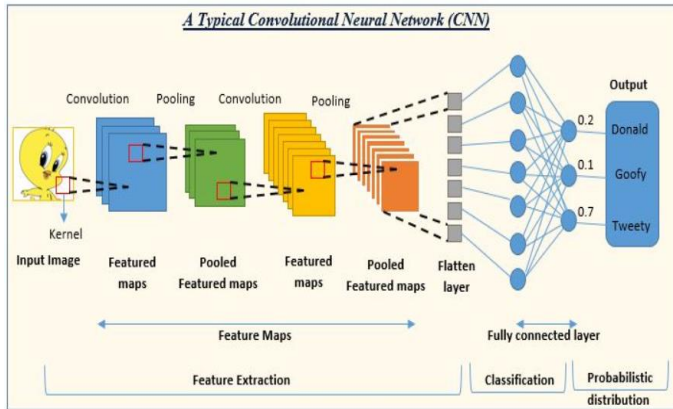 A Typical Convolutional Neural Network (CNN)
Output
Convolution Pooling Convolution Pooling
0.2
Donald
0.1
Goofy
0.7
Tweety
Kernel
Input Image
Featured maps
Pooled Featured maps
Featured maps
Pooled Featured maps
Flatten layer
Feature Maps
Fully connected layer
Feature Extraction
Classification
Probabilistic distribution